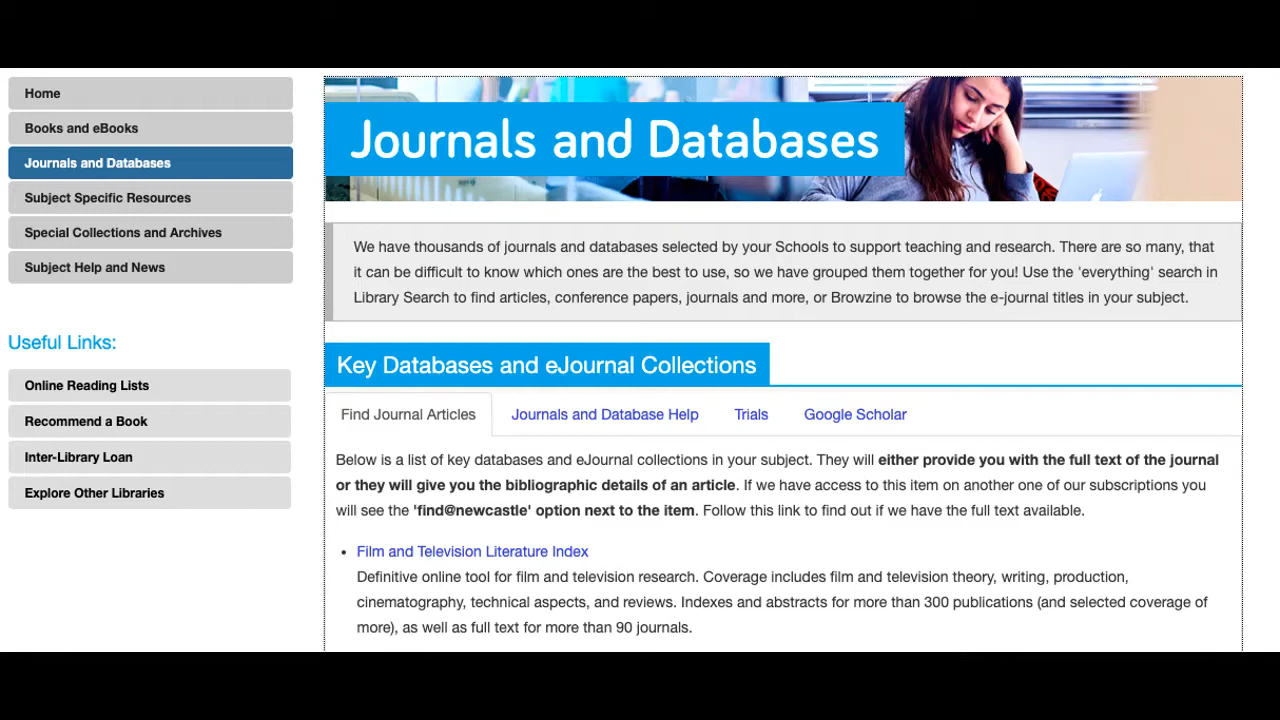 Home
Books and eBooks
Journals and Databases
Subject Specific Resources
Special Collections and Archives
Subject Help and News
Useful Links:
Online Reading Lists
Recommend a Book
Inter-Library Loan
Explore Other Libraries
Journals and Databases
We have thousands of journals and databases selected by your Schools to support teaching and research. There are so many, that
it can be difficult to know which ones are the best to use, so we have grouped them together for you! Use the 'everything' search in
Library Search to find articles, conference papers, journals and more, or Browzine to browse the e-journal titles in your subject.
Key Databases and eJournal Collections
Find Journal Articles Journals and Database Help Trials Google Scholar
Below is a list of key databases and eJournal collections in your subject. They will either provide you with the full text of the journal
or they will give you the bibliographic details of an article. If we have access to this item on another one of our subscriptions you
will see the 'find@newcastle' option next to the item. Follow this link to find out if we have the full text available.
• Film and Television Literature Index
Definitive online tool for film and television research. Coverage includes film and television theory, writing, production,
cinematography, technical aspects, and reviews. Indexes and abstracts for more than 300 publications (and selected coverage of
more), as well as full text for more than 90 journals.